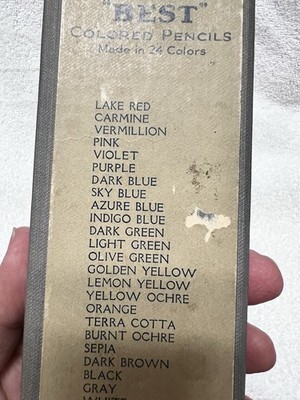 "BEST"
COLORED PENCILS
Made in 24 Colors
LAKE RED
CARMINE
VERMILLION
PINK
VIOLET
PURPLE
DARK BLUE
SKY BLUE
AZURE BLUE
INDIGO BLUE
DARK GREEN
LIGHT GREEN
OLIVE GREEN
GOLDEN YELLOW
LEMON YELLOW
YELLOW OCHRE
ORANGE
TERRA COTTA
BURNT OCHRE
SEPIA
DARK BROWN
BLACK
GRAY
WHITE